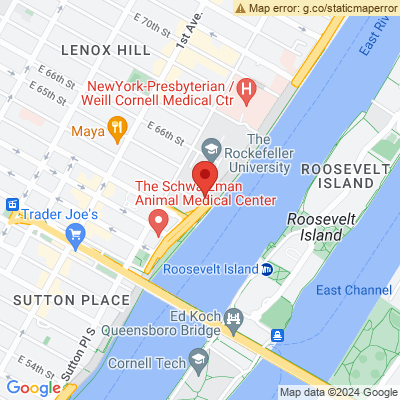 Map error: g.co/staticmaperror
E 70th St
1st Ave.
LENOX HILL
East Riv
E 66th St
E 65th St
NewYork-Presbyterian /
Weill Cornell Medical Ctr
Maya
E 66th St
The
Rockefeller
University
ROOSEVELT
ISLAND
The Schwarzman
Animal Medical Center
Trader Joe's
Roosevelt
Island
Roosevelt Island
East Channel
SUTTON PLACE
Ed Koch
Queensboro Bridge
Sutton Pl S
Cornell Tech
E 54th St
Google
Map data ©2024 Google